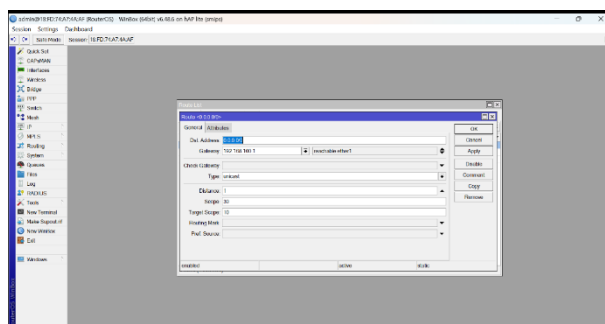 admin@18:FD:74:A7:4A:AF (RouterOS) WinBox (64bit) v6.48.6 on hAP lite (smips)
Session Settings Dashboard
Safe Mode Session: 18:FD:74:A7:4A:AF
Quick Set
CAPsMAN
Interfaces
Wireless
Bridge
PPP
Switch
Mesh
IP
MPLS
Routing
System
Queues
Files
Log
RADIUS
Tools
New Terminal
Make Supout.rif
New WinBox
Exit
Windows
Route List
Route <0.0.0.0/0>
General Attributes
Dst. Address: 0.0.0.0/0
Gateway: 192.168.100.1 reachable ether1
Check Gateway:
Type: unicast
Distance: 1
Scope: 30
Target Scope: 10
Routing Mark:
Pref. Source:
OK
Cancel
Apply
Disable
Comment
Copy
Remove
enabled active static